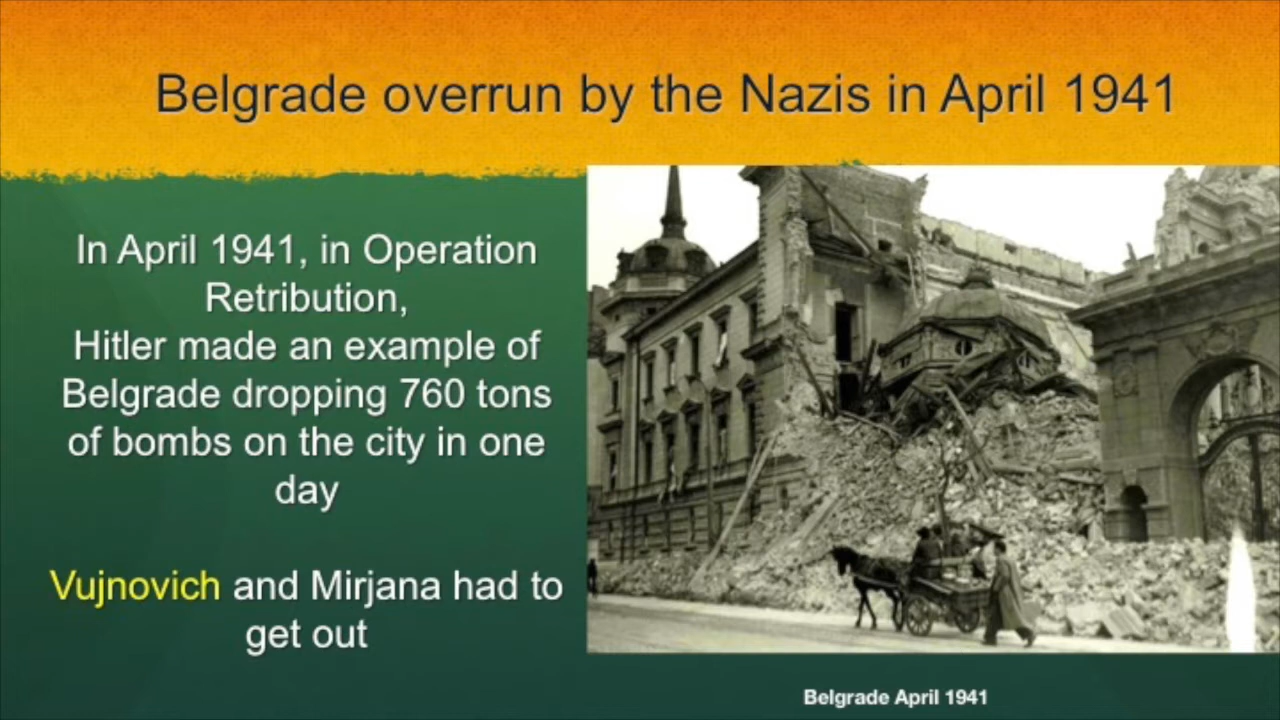 Belgrade overrun by the Nazis in April 1941
In April 1941, in Operation
Retribution,
Hitler made an example of
Belgrade dropping 760 tons
of bombs on the city in one
day
Vujnovich and Mirjana had to
get out
Belgrade April 1941